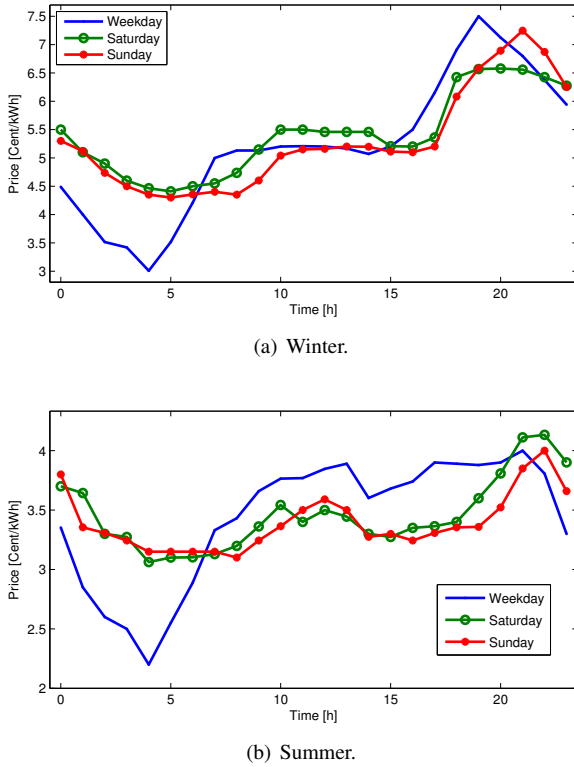 7.5
7
6.5
6
5.5
5
4.5
4
3.5
3
Price [Cent/kWh]
Weekday
Saturday
Sunday
0 5 10 15 20
Time [h]
(a) Winter.
4
3.5
3
2.5
2
Price [Cent/kWh]
Weekday
Saturday
Sunday
0 5 10 15 20
Time [h]
(b) Summer.